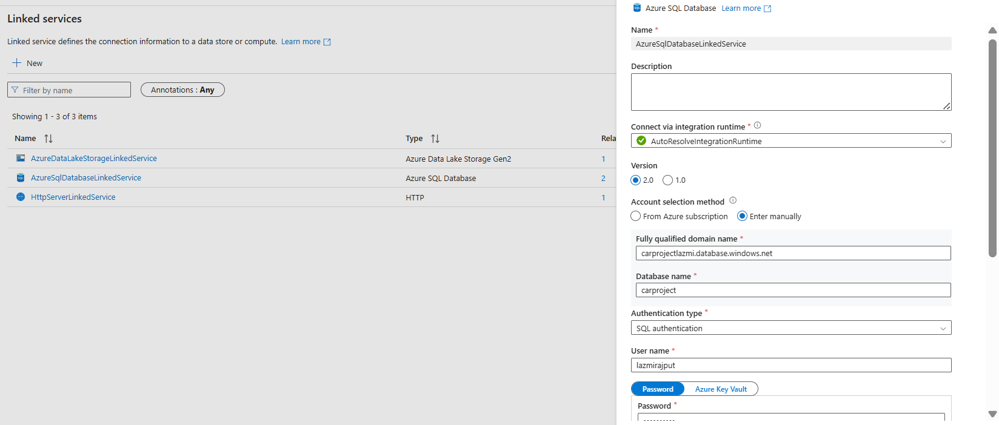 Linked services
Linked service defines the connection information to a data store or compute. Learn more
New
Filter by name
Annotations : Any
Showing 1 - 3 of 3 items
Name Type Rela
AzureDataLakeStorageLinkedService Azure Data Lake Storage Gen2 1
AzureSqlDatabaseLinkedService Azure SQL Database 2
HttpServerLinkedService HTTP 1
Azure SQL Database Learn more
Name *
AzureSqlDatabaseLinkedService
Description
Connect via integration runtime *
AutoResolveIntegrationRuntime
Version
2.0 1.0
Account selection method
From Azure subscription Enter manually
Fully qualified domain name *
carprojectlazmi.database.windows.net
Database name *
carproject
Authentication type *
SQL authentication
User name *
lazmirajput
Password Azure Key Vault
Password *